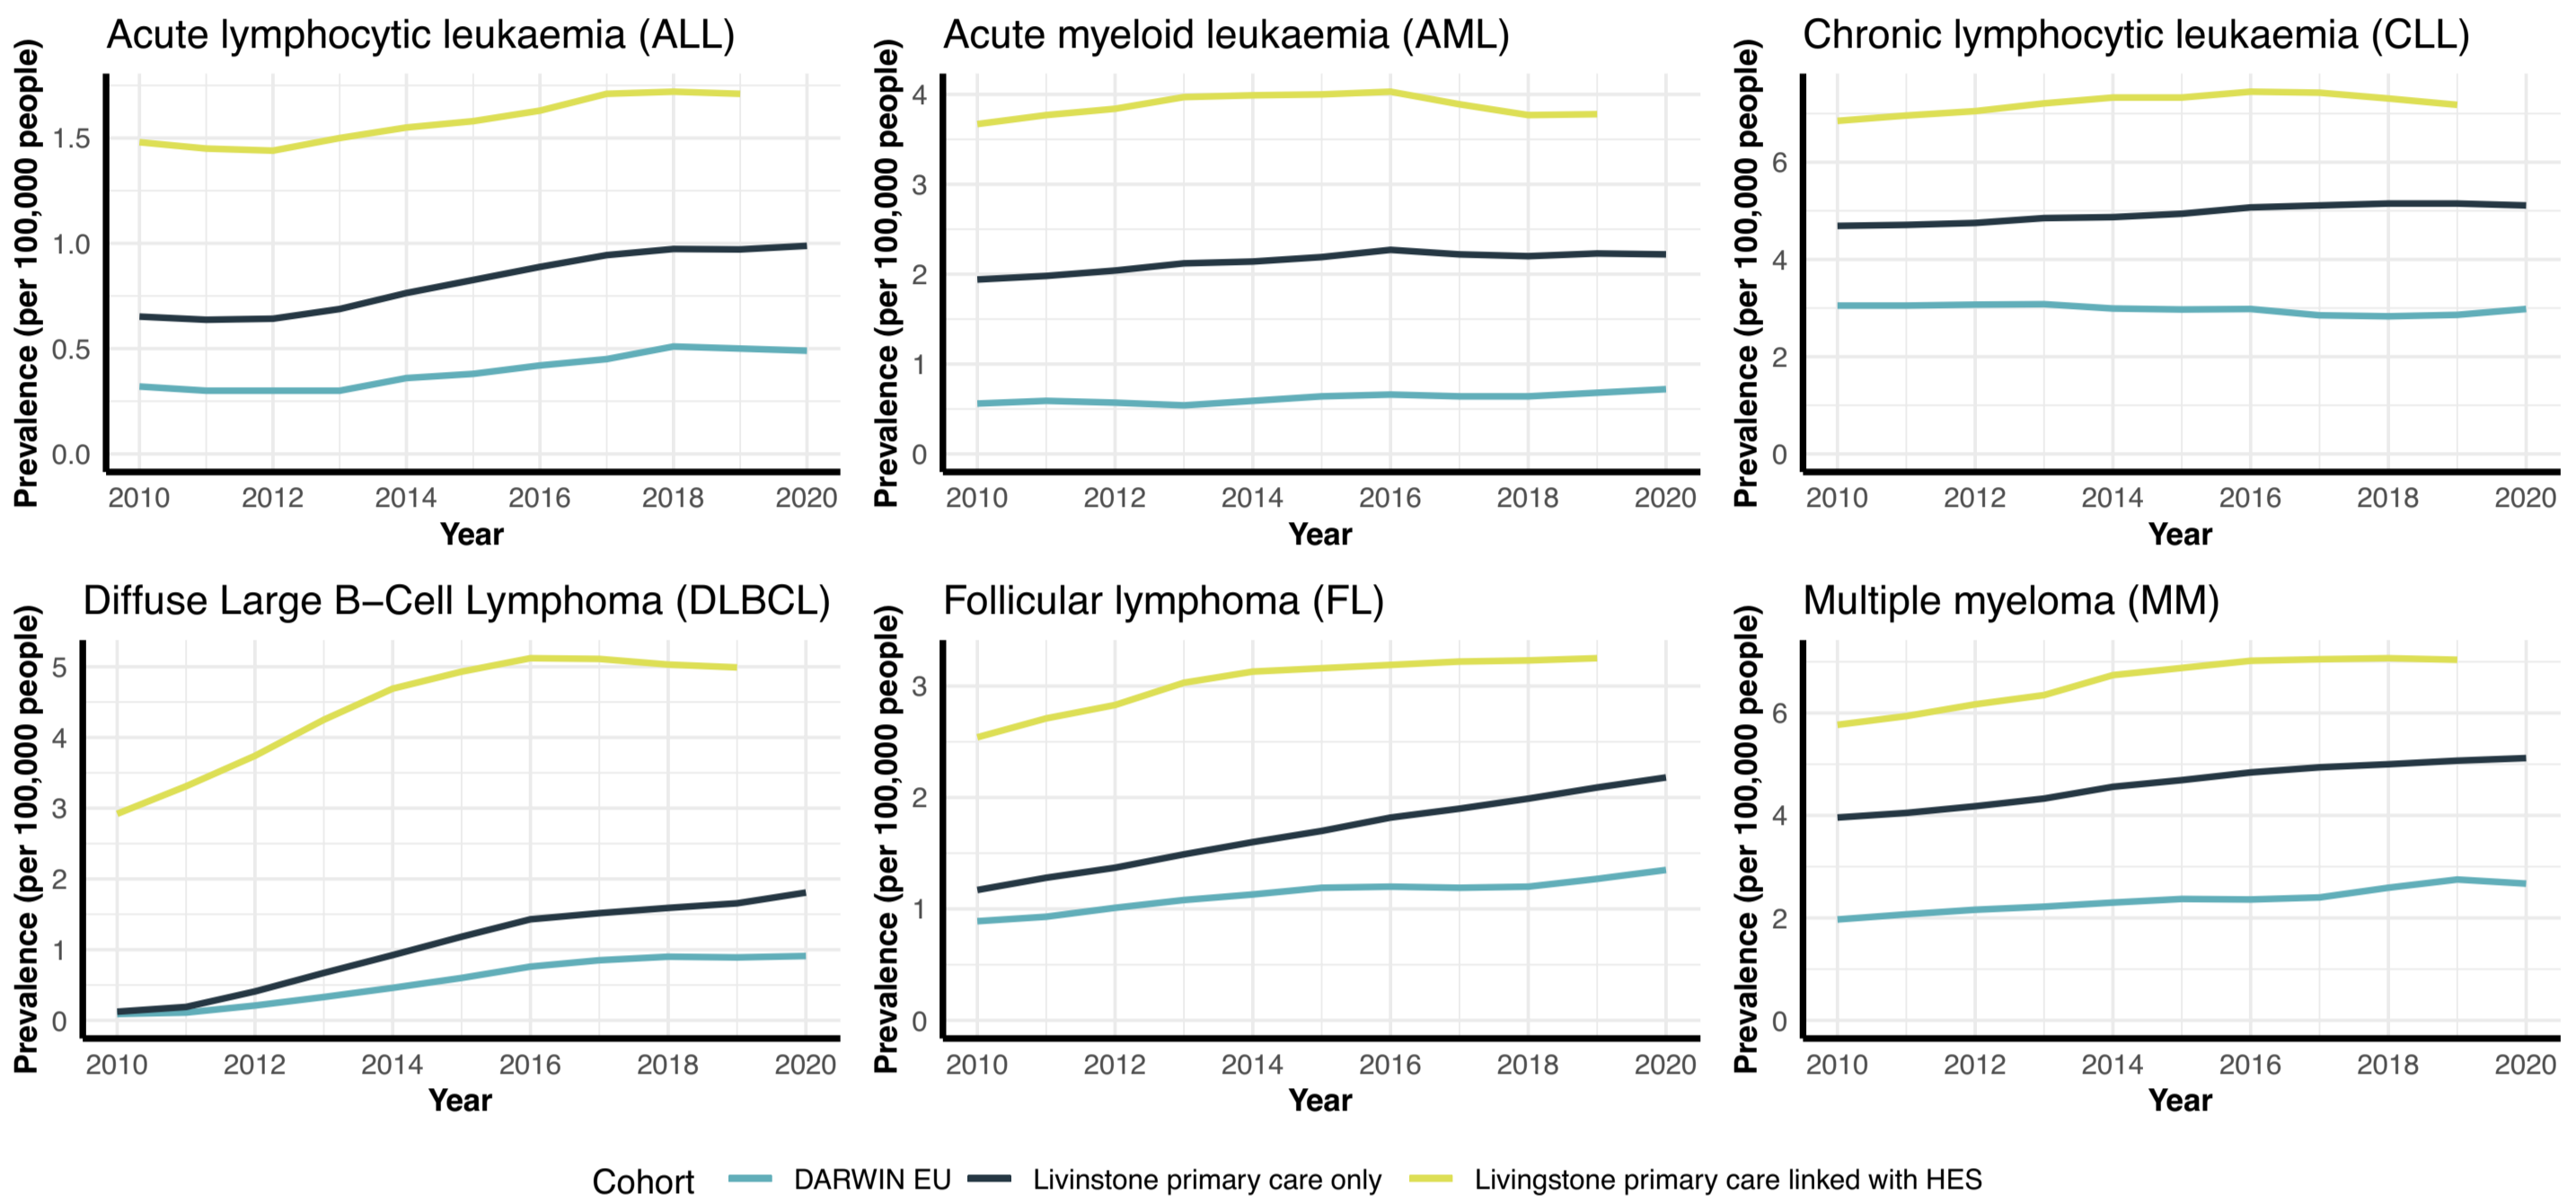 Acute lymphocytic leukaemia (ALL)
Prevalence (per 100,000 people)
1.5
1.0
0.5
0.0
2010 2012 2014 2016 2018 2020
Year
Acute myeloid leukaemia (AML)
Prevalence (per 100,000 people)
4
3
2
1
0
2010 2012 2014 2016 2018 2020
Year
Chronic lymphocytic leukaemia (CLL)
Prevalence (per 100,000 people)
6
4
2
0
2010 2012 2014 2016 2018 2020
Year
Diffuse Large B−Cell Lymphoma (DLBCL)
Prevalence (per 100,000 people)
5
4
3
2
1
0
2010 2012 2014 2016 2018 2020
Year
Follicular lymphoma (FL)
Prevalence (per 100,000 people)
3
2
1
0
2010 2012 2014 2016 2018 2020
Year
Multiple myeloma (MM)
Prevalence (per 100,000 people)
6
4
2
0
2010 2012 2014 2016 2018 2020
Year
Cohort DARWIN EU Livinstone primary care only Livingstone primary care linked with HES